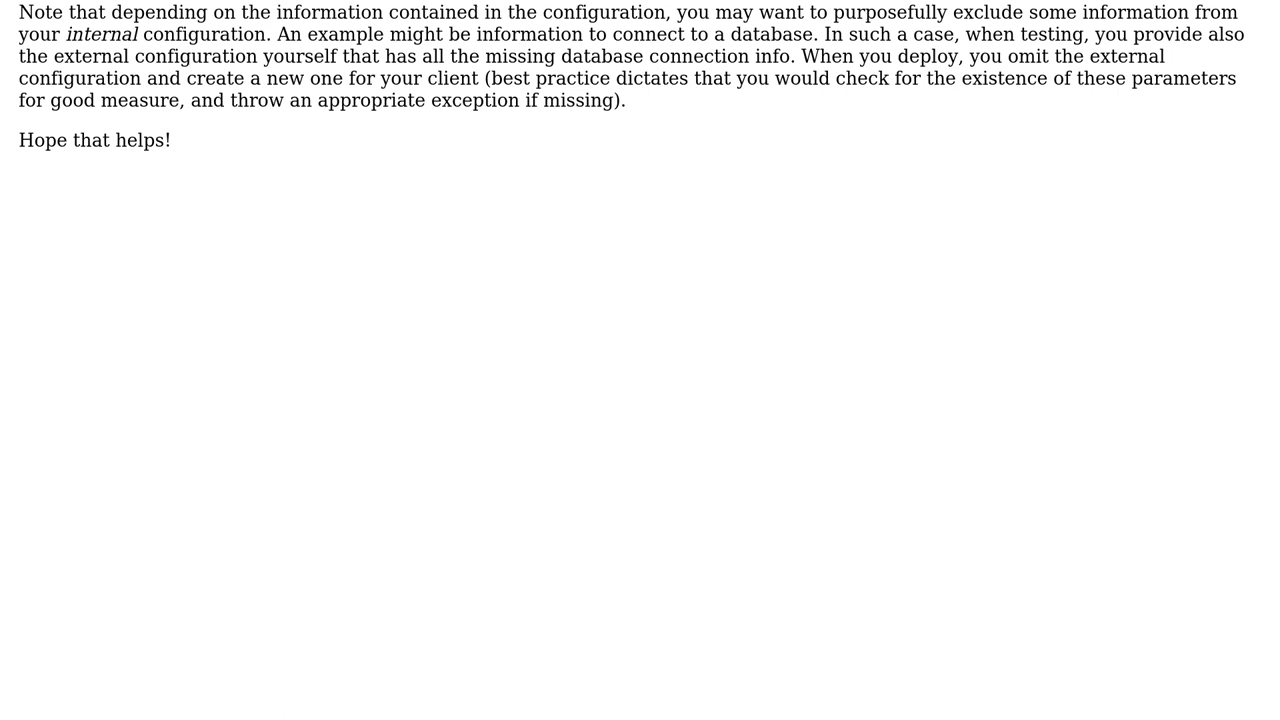 Note that depending on the information contained in the configuration, you may want to purposefully exclude some information from
your internal configuration. An example might be information to connect to a database. In such a case, when testing, you provide also
the external configuration yourself that has all the missing database connection info. When you deploy, you omit the external
configuration and create a new one for your client (best practice dictates that you would check for the existence of these parameters
for good measure, and throw an appropriate exception if missing).
Hope that helps!